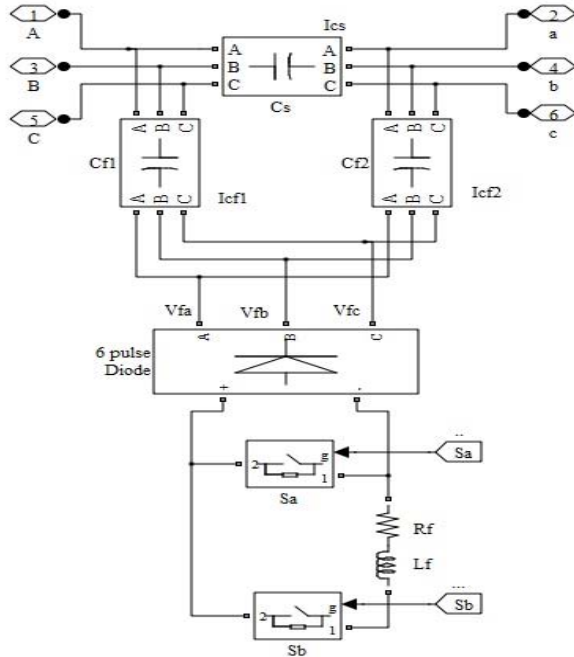 1 Ics 2
A A A a
3 B B 4
B b
5 C C 6
C Cs c
A B C A B C
Cf1 Cf2
A B C Icf1 A B C Icf2
Vfa Vfb Vfc
A B C
6 pulse
Diode
+ -
2 g 1 Sa
Sa
Rf
Lf
2 g 1 Sb
Sb